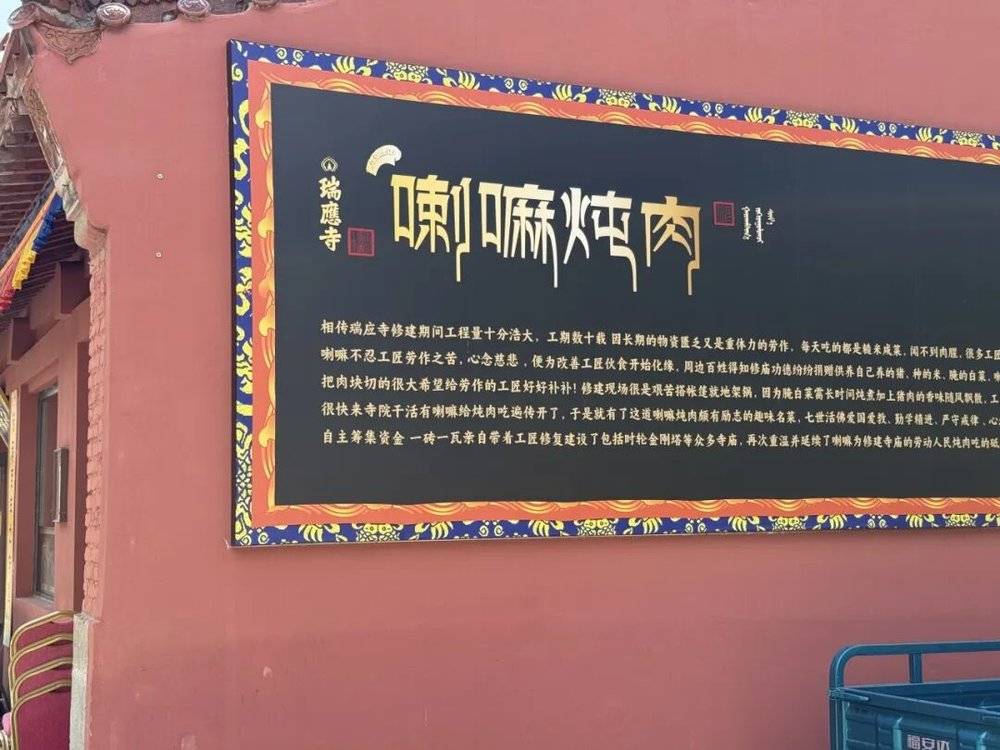 瑞應寺
喇嘛炖肉
相传瑞应寺修建期间工程量十分浩大，工期数十载 因长期的物资匮乏又是重体力的劳作，每天吃的都是糙米咸菜，闻不到肉腥，很多工匠
喇嘛不忍工匠劳作之苦，心念慈悲，便为改善工匠伙食开始化缘，周边百姓得知修庙功德纷纷捐赠供养自己养的猪、种的米、腌的白菜，
把肉块切的很大希望给劳作的工匠好好补补！修建现场很是艰苦搭帐篷就地架锅，因为腌白菜需长时间炖煮加上猪肉的香味随风飘散，工
很快来寺院干活有喇嘛给炖肉吃遍传开了，于是就有了这道喇嘛炖肉颇有励志的趣味名菜，七世活佛爱国爱教、勤学精进、严守戒律、心
自主筹集资金 一砖一瓦亲自带着工匠修复建设了包括时轮金刚塔等众多寺庙，再次重温并延续了喇嘛为修建寺庙的劳动人民炖肉吃的
福安达